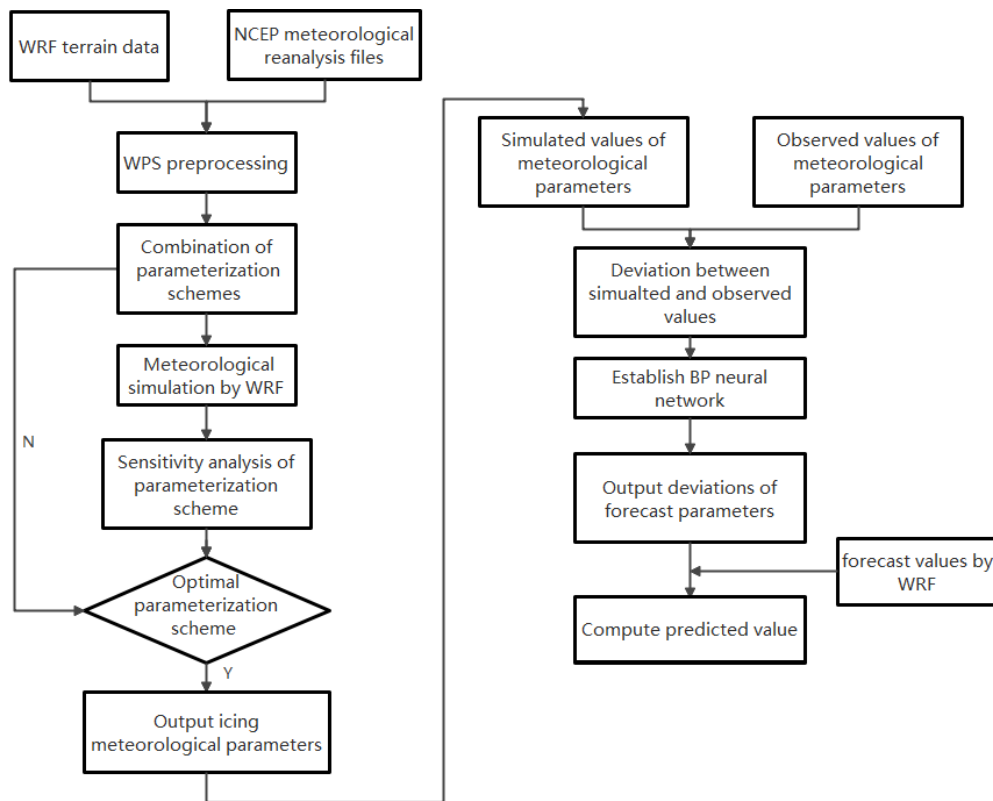 WRF terrain data
NCEP meteorological
reanalysis files
WPS preprocessing
Combination of
parameterization
schemes
Meteorological
simulation by WRF
N
Sensitivity analysis of
parameterization
scheme
Optimal
parameterization
scheme
Y
Output icing
meteorological parameters
Simulated values of
meteorological
parameters
Observed values of
meteorological
parameters
Deviation between
simualted and observed
values
Establish BP neural
network
Output deviations of
forecast parameters
forecast values by
WRF
Compute predicted value